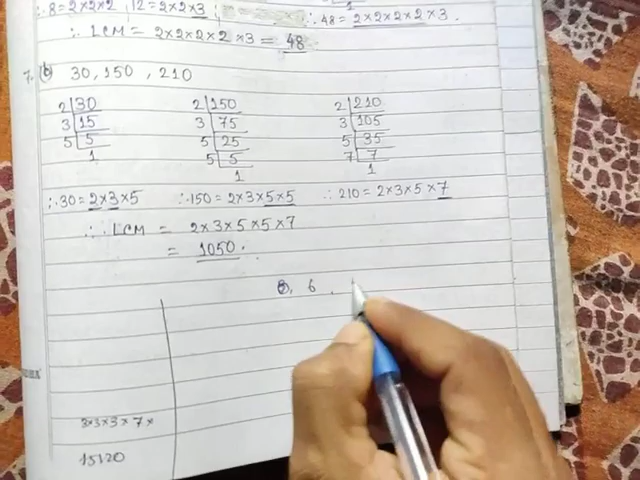 ∴ 8 = 2×2×2 12 = 2×2×3 ∴ 48 = 2×2×2×2×3.
∴ LCM = 2×2×2×2×3 = 48
7. (b) 30, 150, 210
2 30 2 150 2 210
3 15 3 75 3 105
5 5 5 25 5 35
1 5 5 7 7
1 1
∴ 30 = 2×3×5 ∴ 150 = 2×3×5×5 ∴ 210 = 2×3×5×7
∴ LCM = 2×3×5×5×7
= 1050.
8. 6.
3×3×3×7×
15120